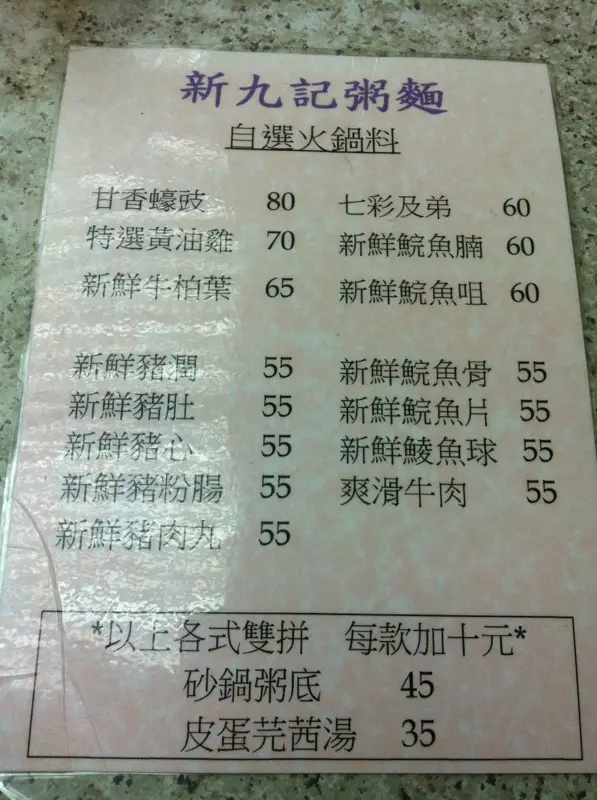 新九記粥麵
自選火鍋料
甘香蠔豉 80 七彩及弟 60
特選黃油雞 70 新鮮鯇魚腩 60
新鮮牛柏葉 65 新鮮鯇魚咀 60
新鮮豬潤 55 新鮮鯇魚骨 55
新鮮豬肚 55 新鮮鯇魚片 55
新鮮豬心 55 新鮮鯪魚球 55
新鮮豬粉腸 55 爽滑牛肉 55
新鮮豬肉丸 55
*以上各式雙拼 每款加十元*
砂鍋粥底 45
皮蛋芫茜湯 35